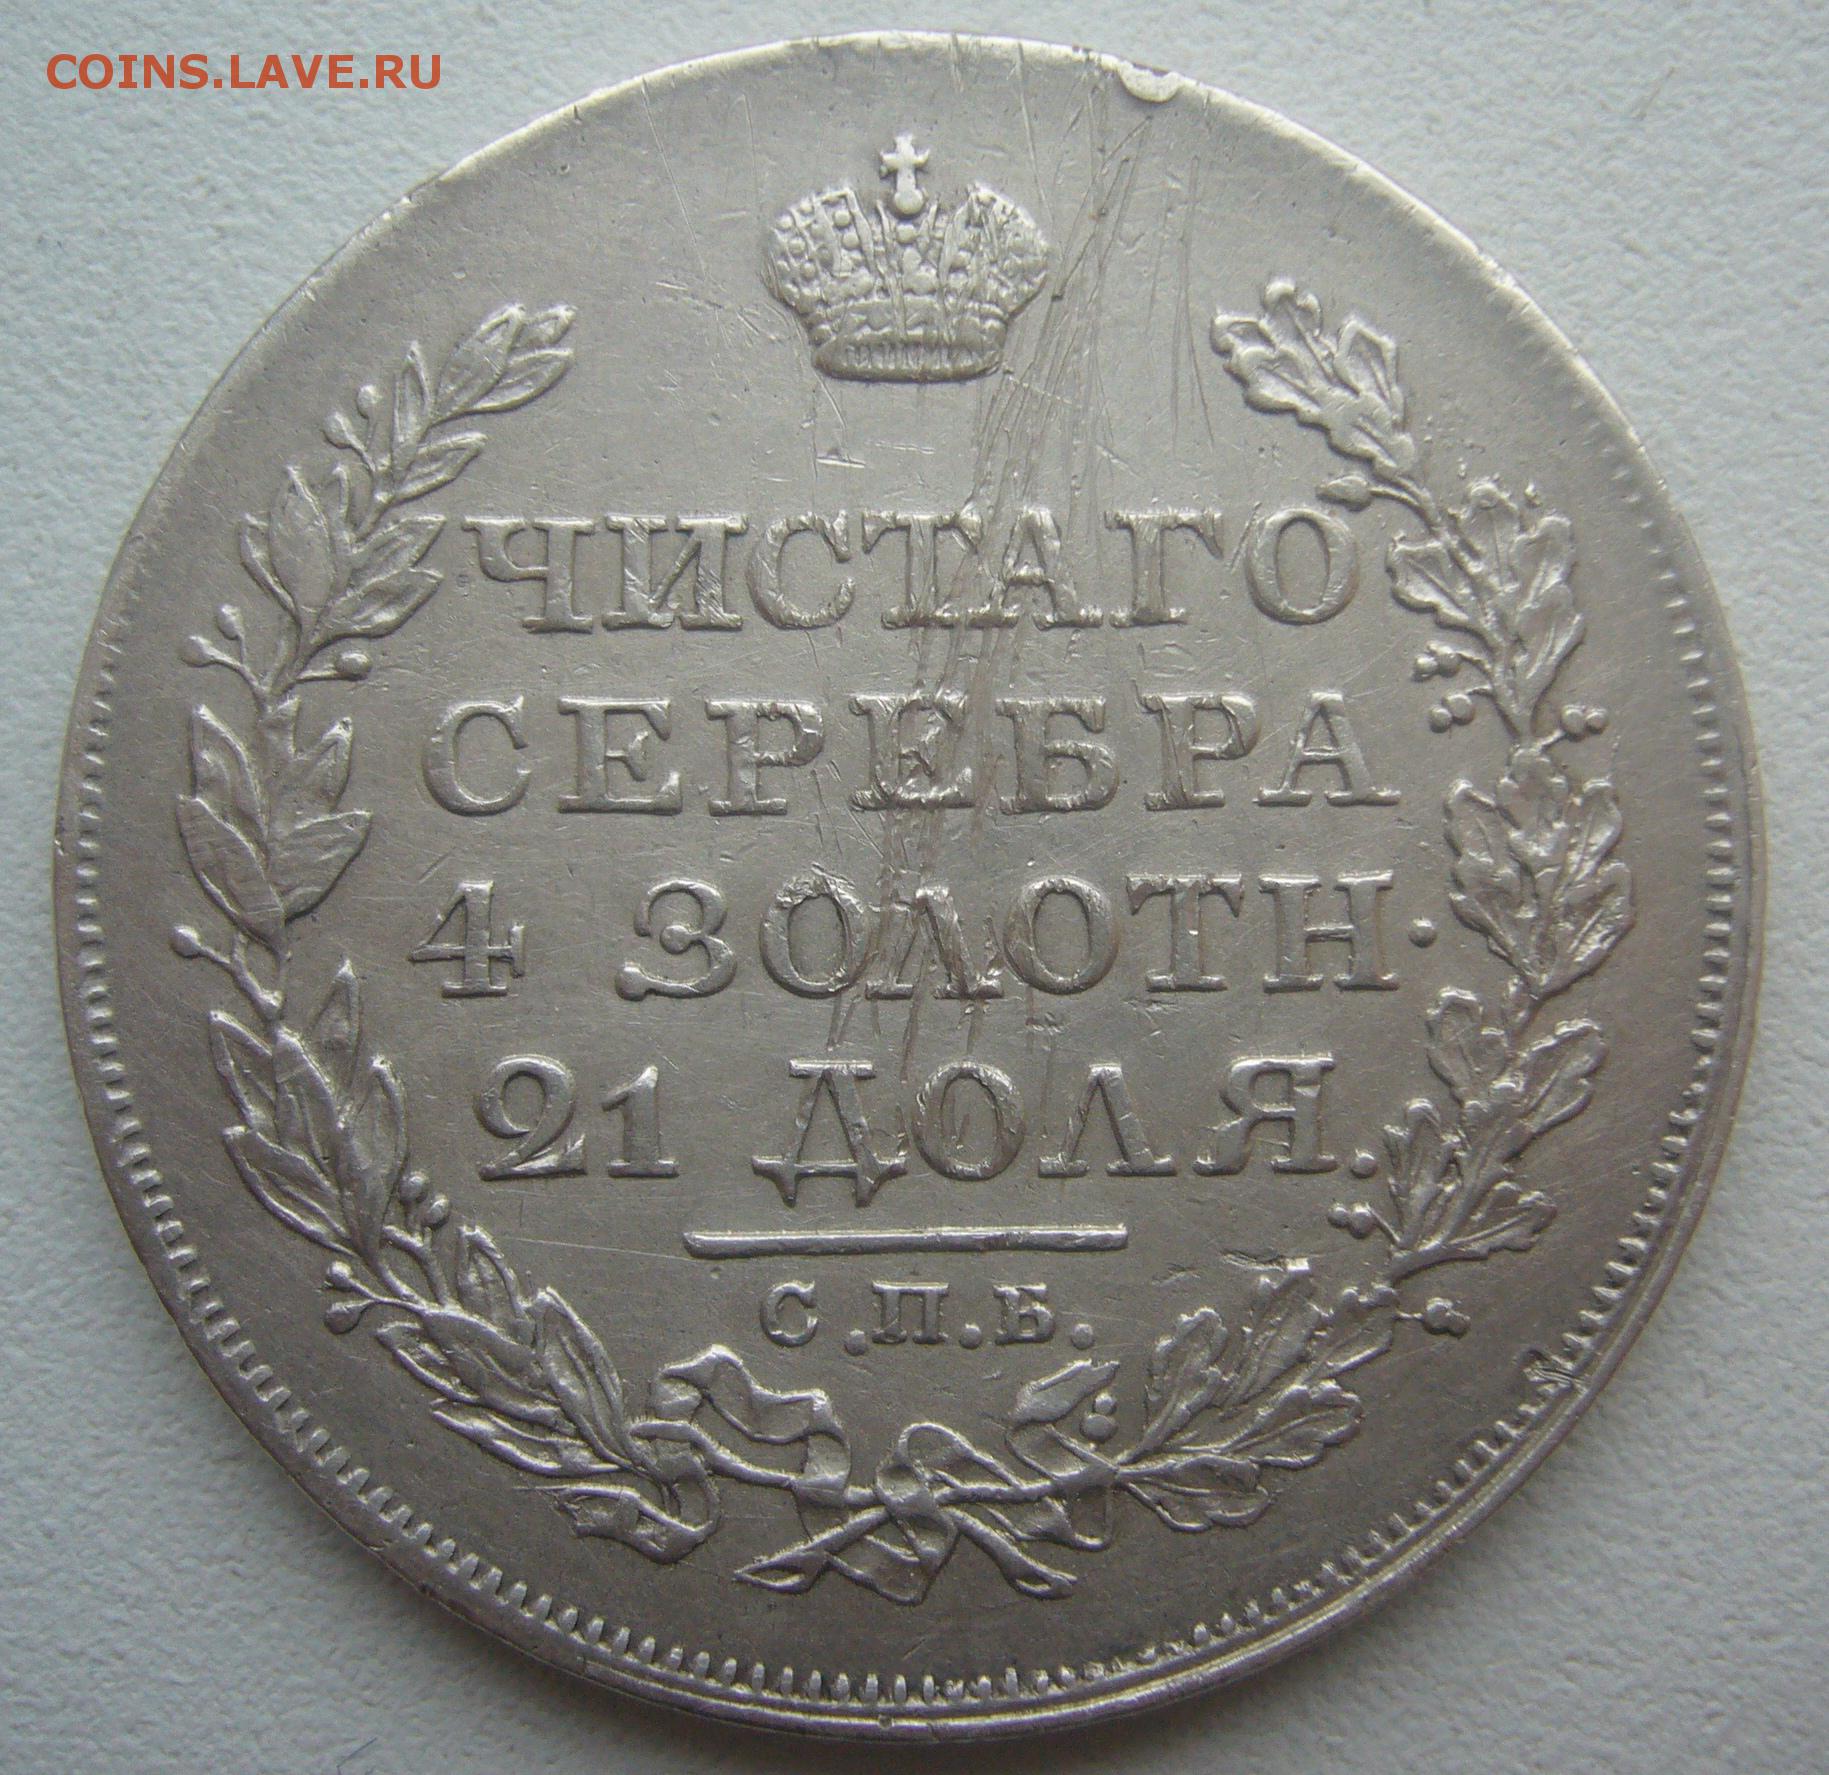 COINS.LAVE.RU
ЧИСТАГО
СЕРЕБРА
4 ЗОЛОТН.
21 ДОЛЯ.
С.П.Б.